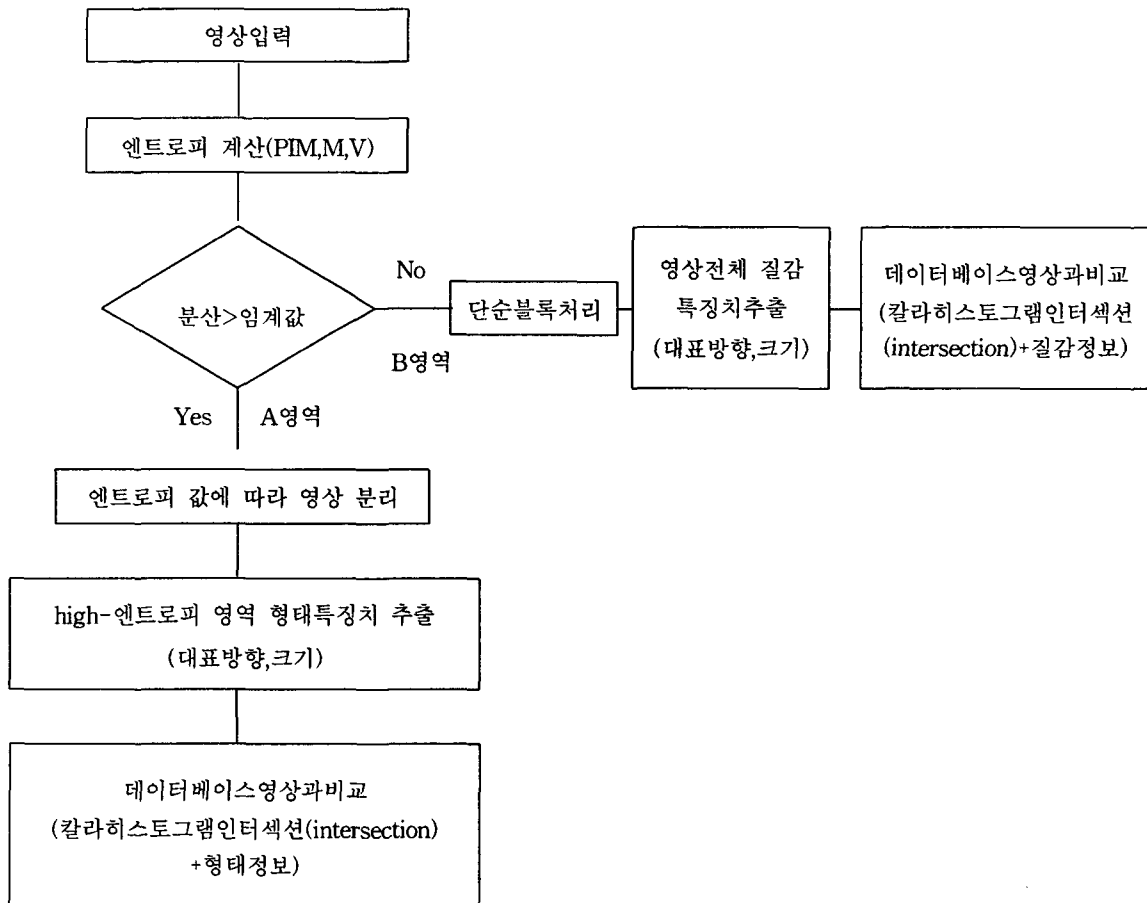 영상입력
엔트로피 계산(PIM,M,V)
분산>임계값
No
B영역
단순블록처리
영상전체 질감
특징치추출
(대표방향,크기)
데이터베이스영상과비교
(칼라히스토그램인터섹션
(intersection)+질감정보)
Yes
A영역
엔트로피 값에 따라 영상 분리
high-엔트로피 영역 형태특징치 추출
(대표방향,크기)
데이터베이스영상과비교
(칼라히스토그램인터섹션(intersection)
+형태정보)